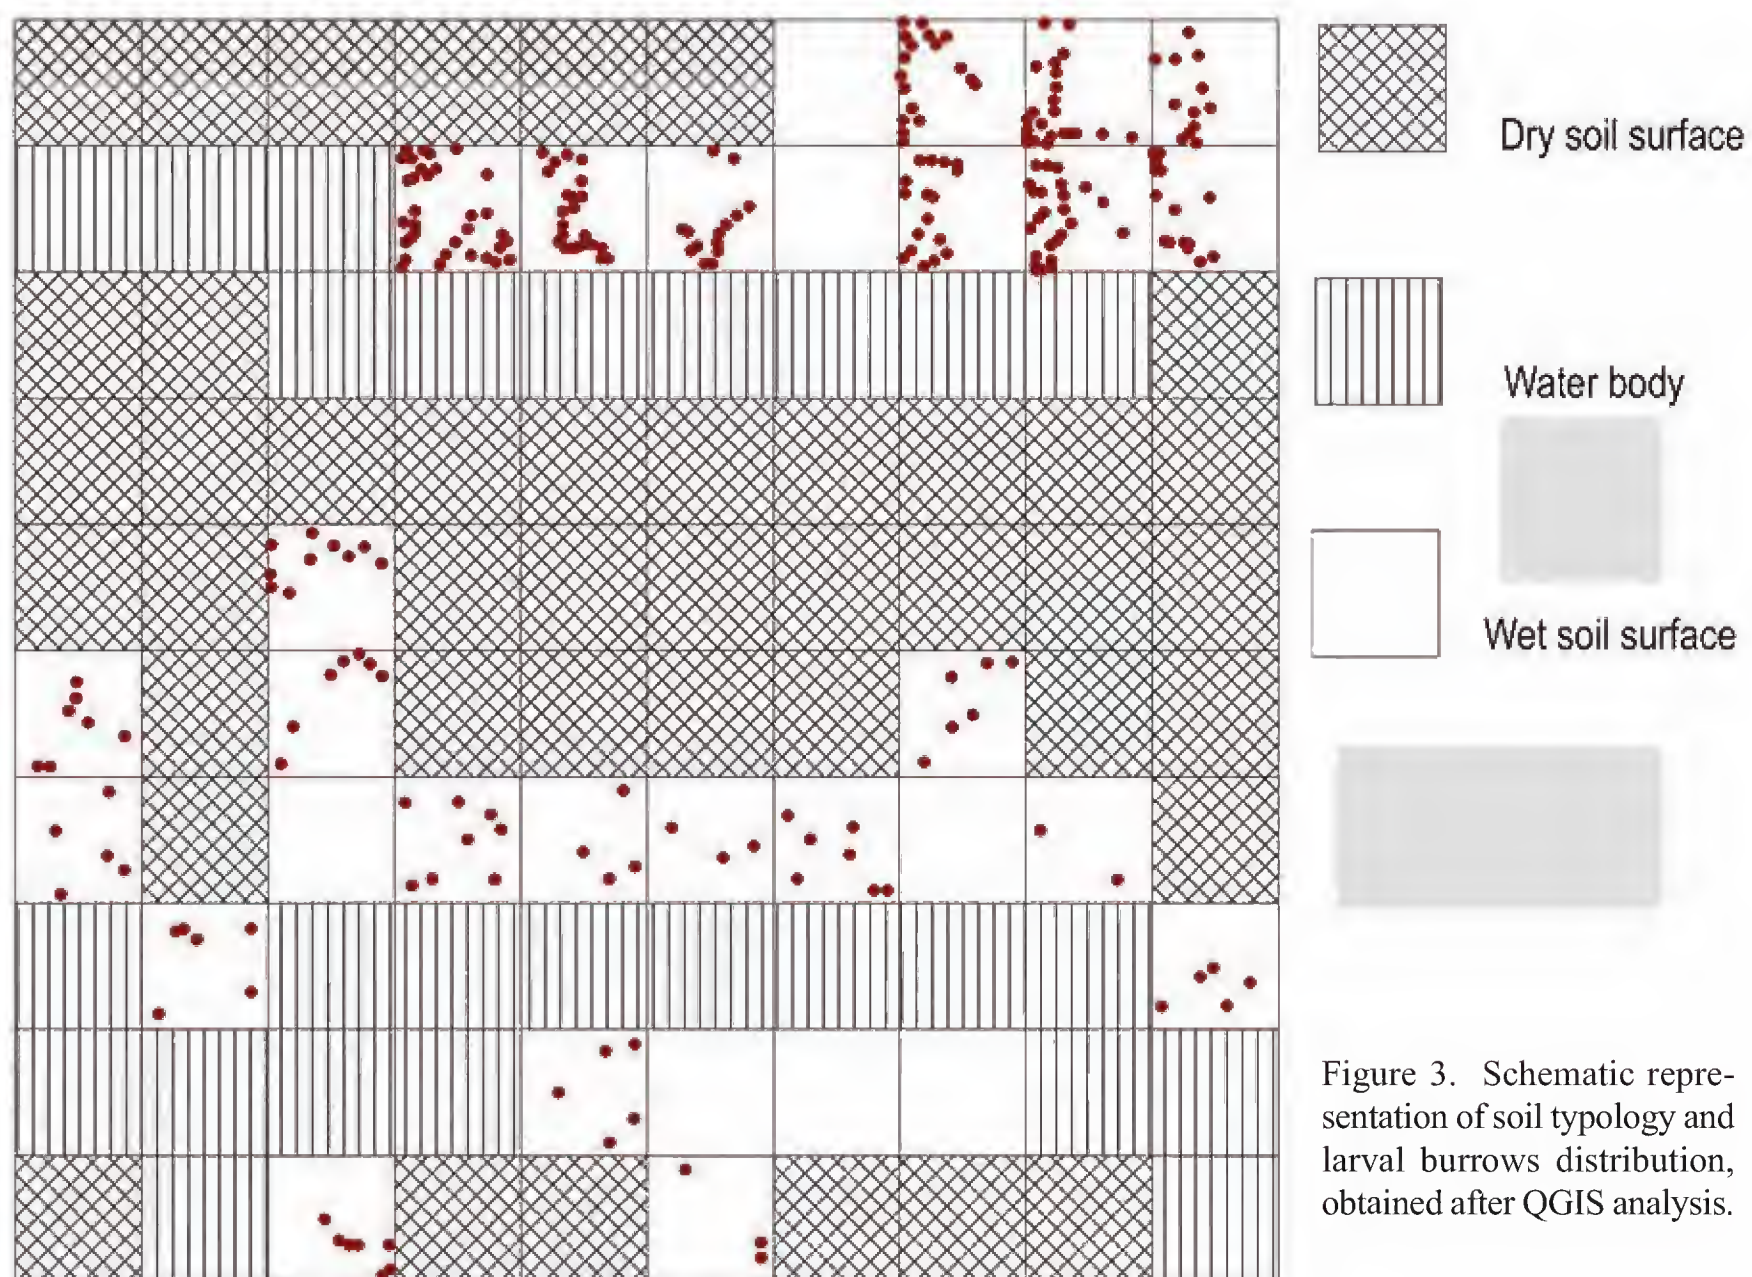 Dry soil surface
Water body
Wet soil surface
Figure 3. Schematic repre-
sentation of soil typology and
larval burrows distribution,
obtained after QGIS analysis.